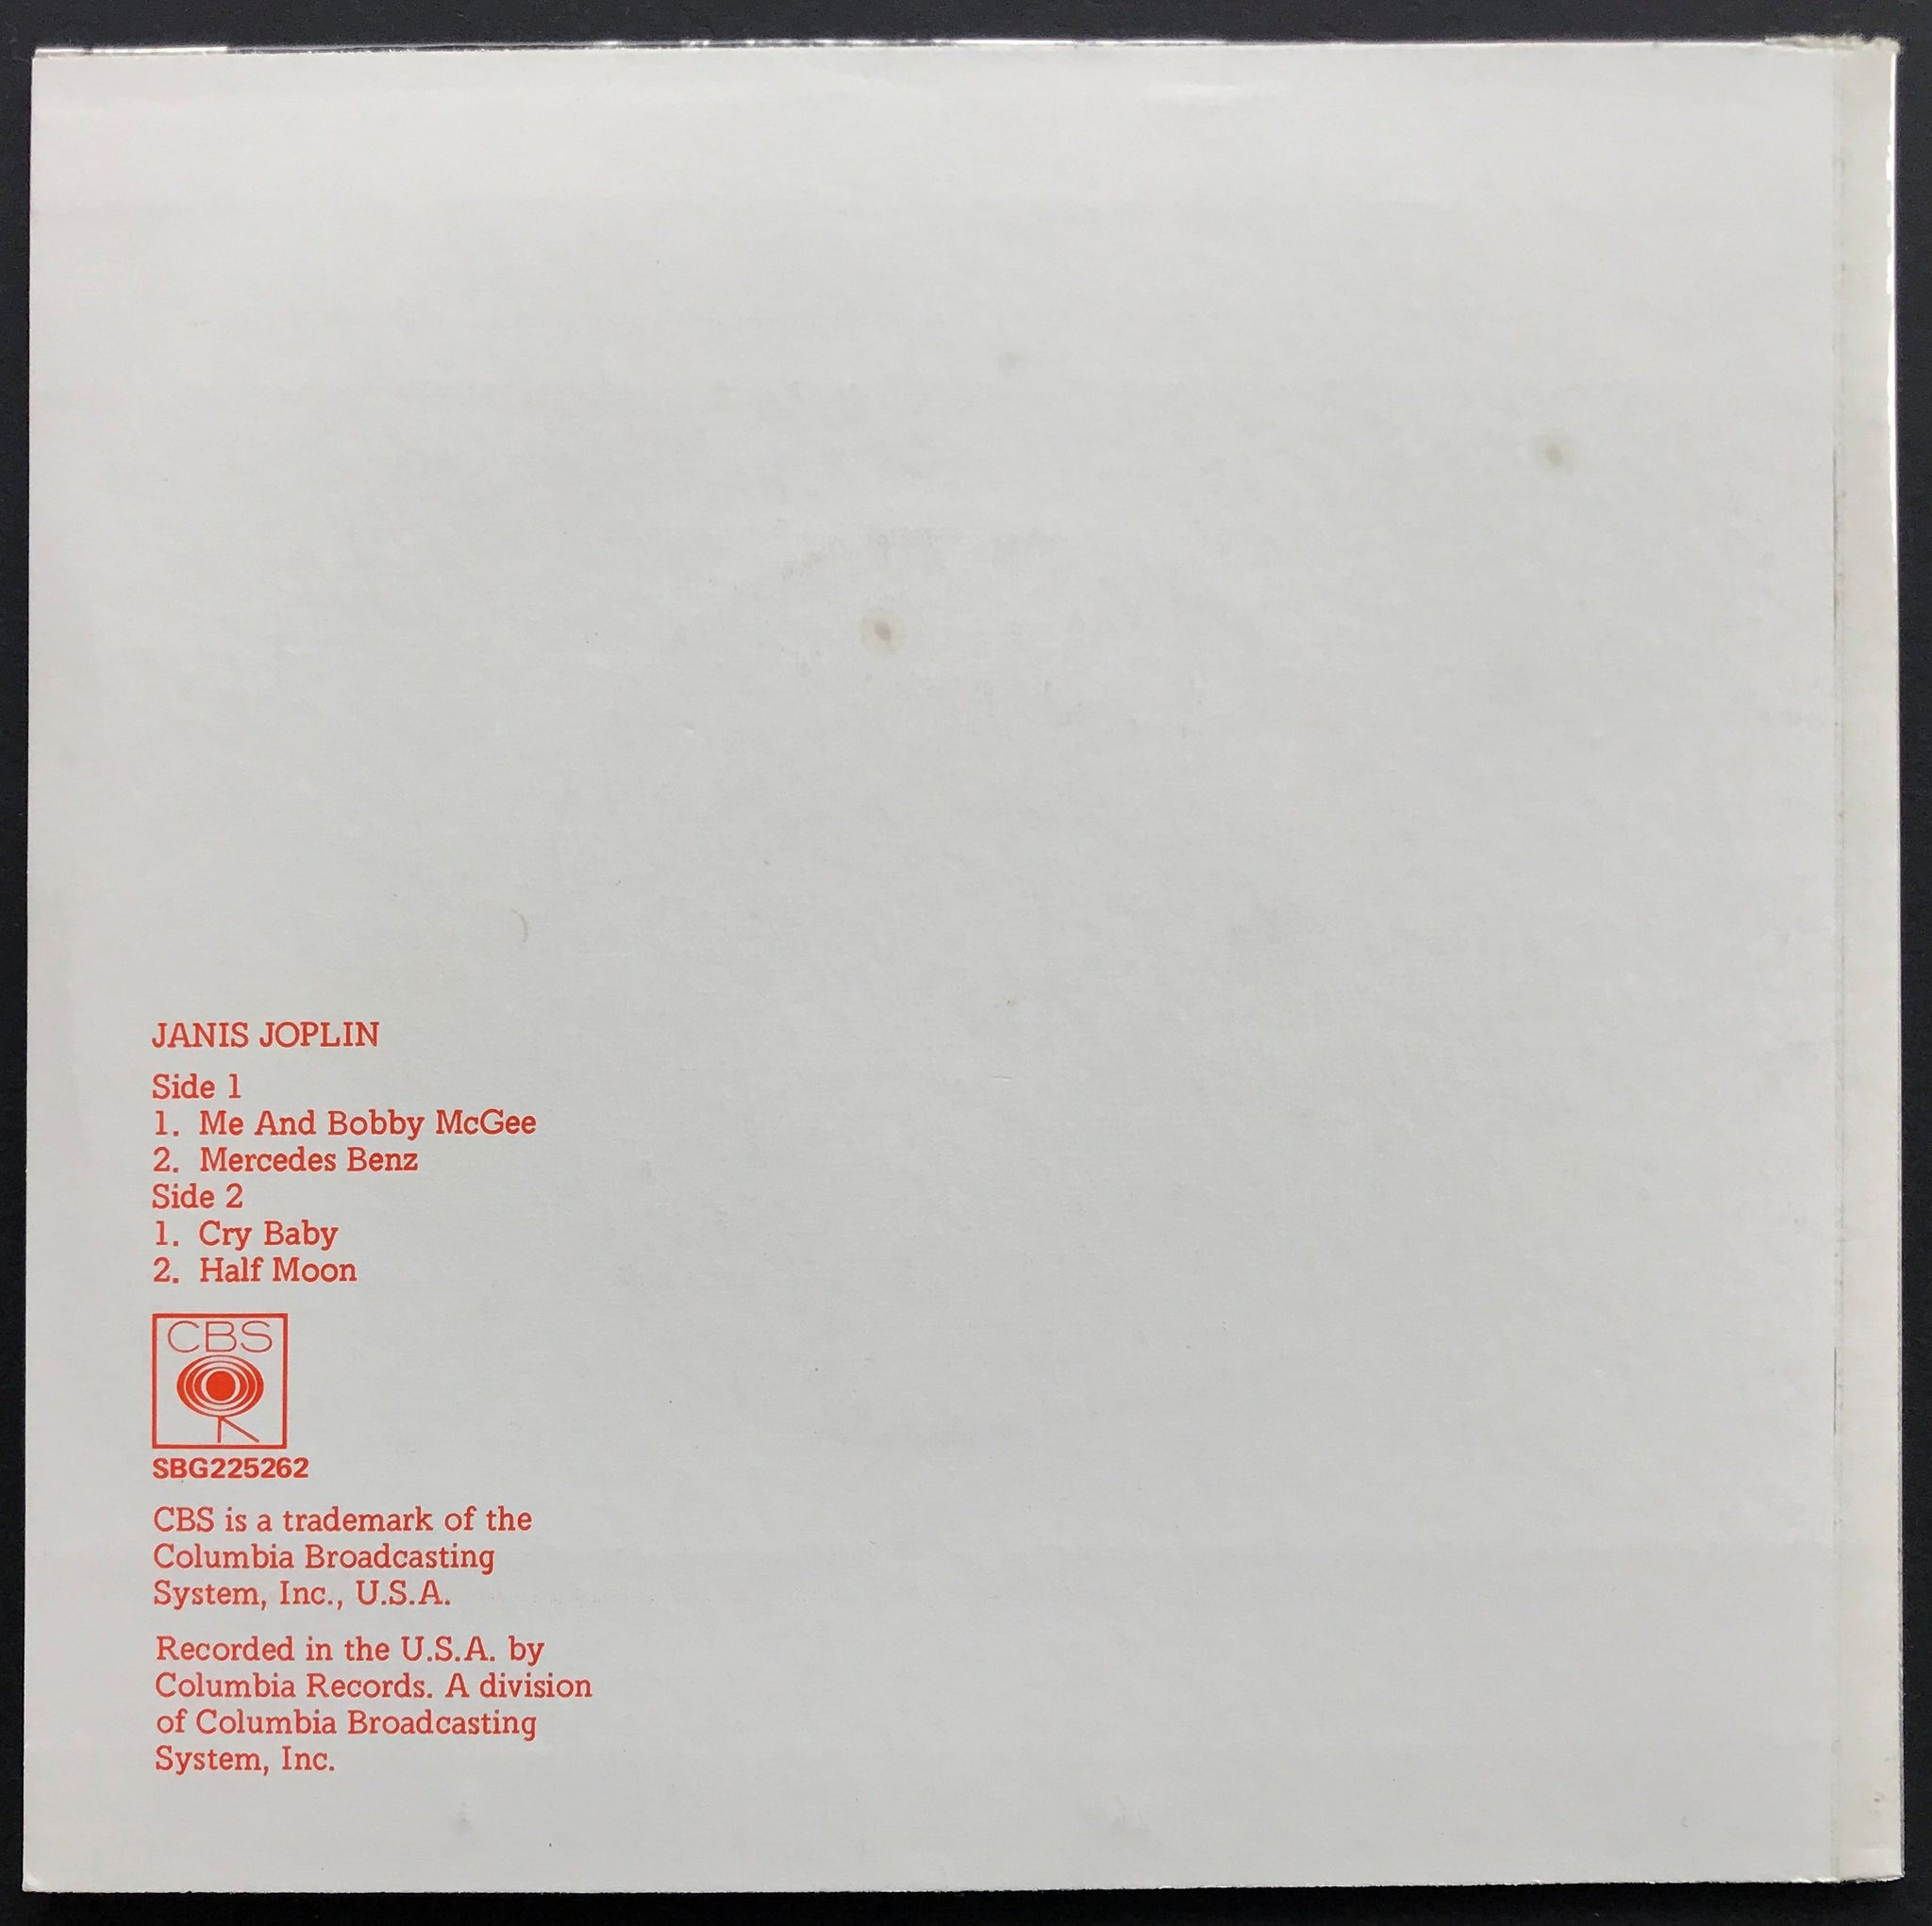 JANIS JOPLIN
Side 1
1. Me And Bobby McGee
2. Mercedes Benz
Side 2
1. Cry Baby
2. Half Moon
CBS
SBG225262
CBS is a trademark of the
Columbia Broadcasting
System, Inc., U.S.A.
Recorded in the U.S.A. by
Columbia Records. A division
of Columbia Broadcasting
System, Inc.